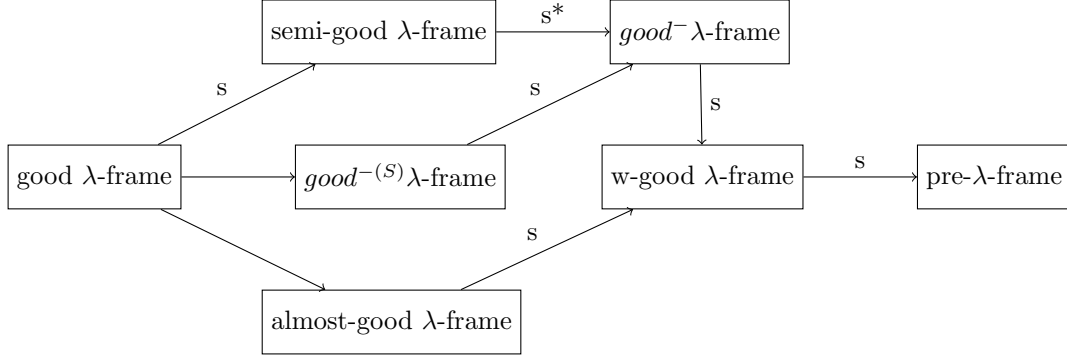 semi-good λ-frame
s*
good⁻ λ-frame
s
s
s
good λ-frame
good⁻⁽ˢ⁾ λ-frame
w-good λ-frame
s
pre-λ-frame
s
almost-good λ-frame